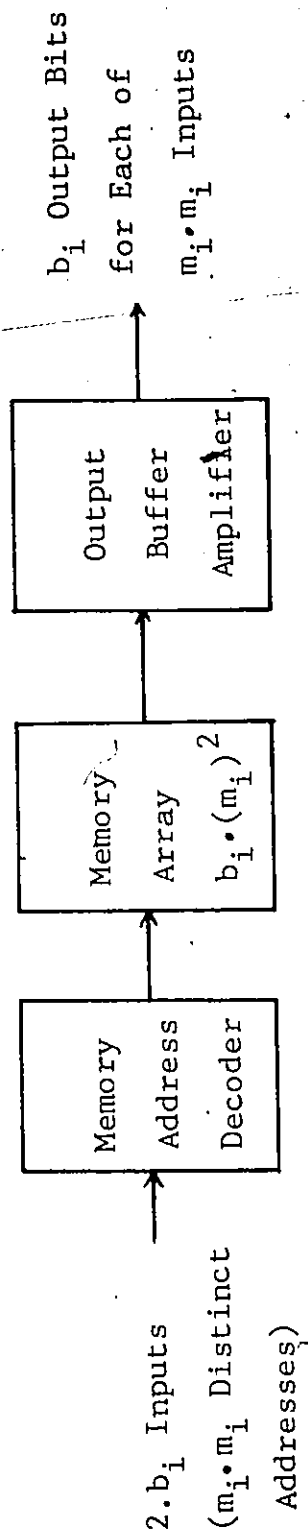 2.b_i Inputs
(m_i•m_i Distinct
Addresses)
Memory
Address
Decoder
Memory
Array
b_i•(m_i)^2
Output
Buffer
Amplifier
b_i Output Bits
for Each of
m_i•m_i Inputs